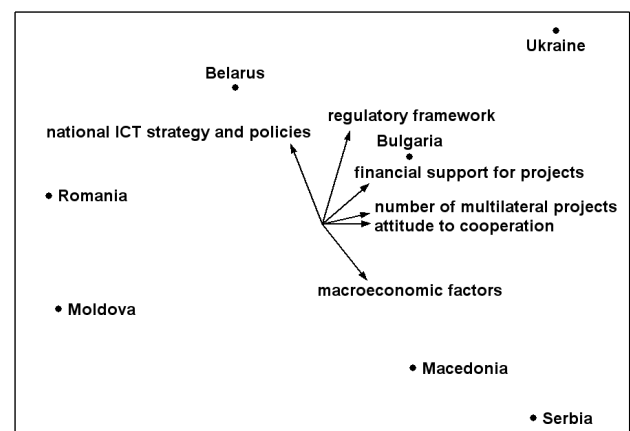 Ukraine
Belarus
regulatory framework
national ICT strategy and policies
Bulgaria
financial support for projects
Romania
number of multilateral projects
attitude to cooperation
macroeconomic factors
Moldova
Macedonia
Serbia